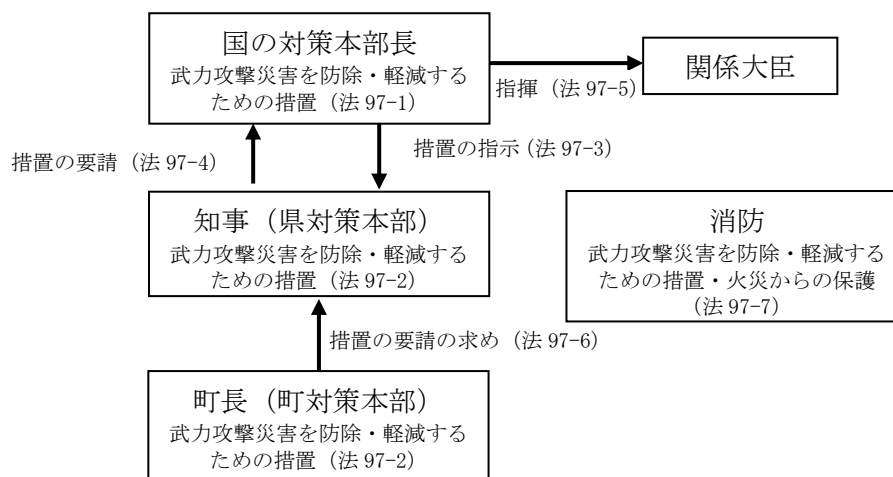 国の対策本部長
武力攻撃災害を防除・軽減する
ための措置（法 97-1）
指揮（法 97-5）
関係大臣
措置の要請（法 97-4）
措置の指示（法 97-3）
知事（県対策本部）
武力攻撃災害を防除・軽減する
ための措置（法 97-2）
消防
武力攻撃災害を防除・軽減する
ための措置・火災からの保護
（法 97-7）
措置の要請の求め（法 97-6）
町長（町対策本部）
武力攻撃災害を防除・軽減する
ための措置（法 97-2）